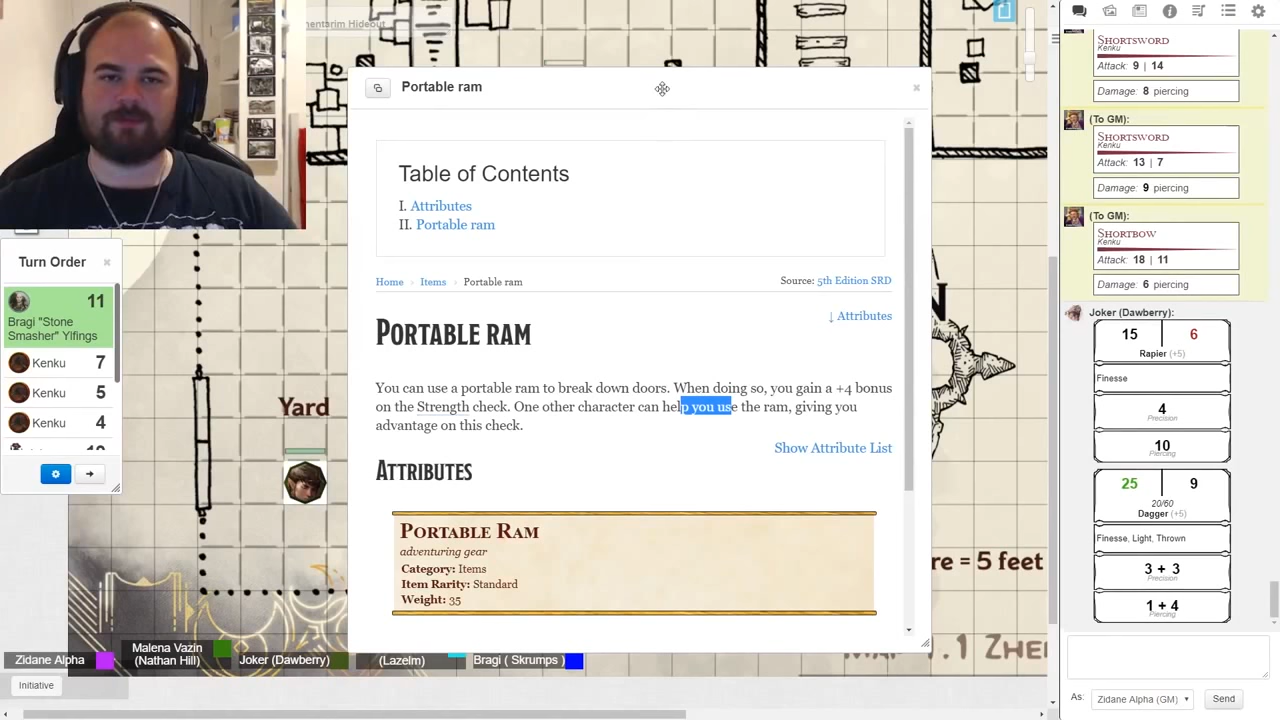 mentarim Hideout
Turn Order
11
Bragi "Stone
Smasher" Ylfings
Kenku 7
Kenku 5
Kenku 4
Yard
Portable ram
Table of Contents
I. Attributes
II. Portable ram
Home › Items › Portable ram
Source: 5th Edition SRD
↓ Attributes
Portable ram
You can use a portable ram to break down doors. When doing so, you gain a +4 bonus
on the Strength check. One other character can help you use the ram, giving you
advantage on this check.
Show Attribute List
Attributes
Portable Ram
adventuring gear
Category: Items
Item Rarity: Standard
Weight: 35
re = 5 feet
Zidane Alpha
Malena Vazin
(Nathan Hill)
Joker (Dawberry)
(Lazelm)
Bragi ( Skrumps )
Initiative
Shortsword
Kenku
Attack: 9 | 14
Damage: 8 piercing
(To GM):
Shortsword
Kenku
Attack: 13 | 7
Damage: 9 piercing
(To GM):
Shortbow
Kenku
Attack: 18 | 11
Damage: 6 piercing
Joker (Dawberry):
15 6
Rapier (+5)
Finesse
4
Precision
10
Piercing
25 9
20/60
Dagger (+5)
Finesse, Light, Thrown
3 + 3
Precision
1 + 4
Piercing
As: Zidane Alpha (GM)
Send